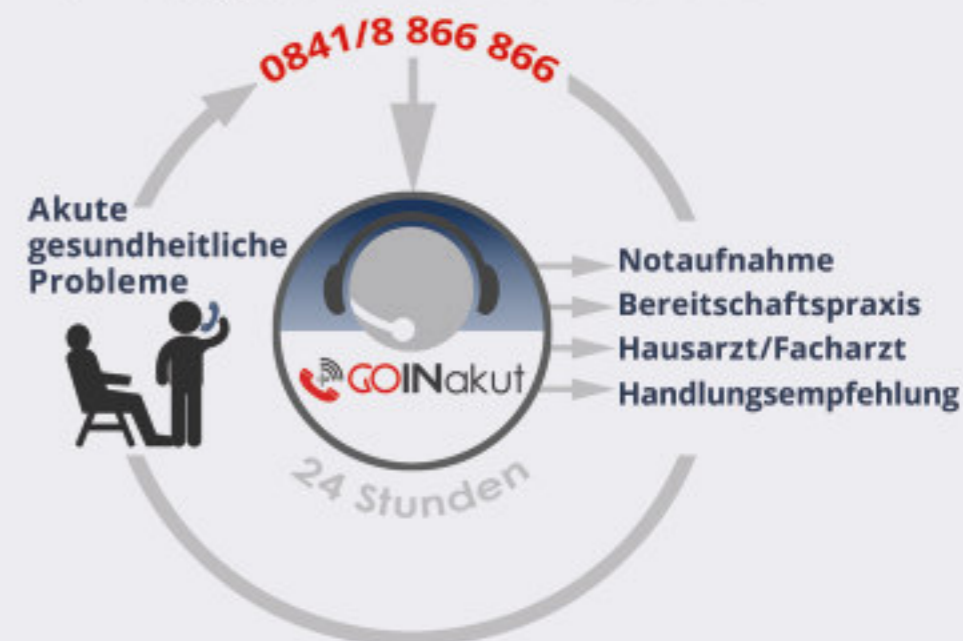 0841/8 866 866
Akute
gesundheitliche
Probleme
Notaufnahme
Bereitschaftspraxis
Hausarzt/Facharzt
Handlungsempfehlung
GOINakut
24 Stunden